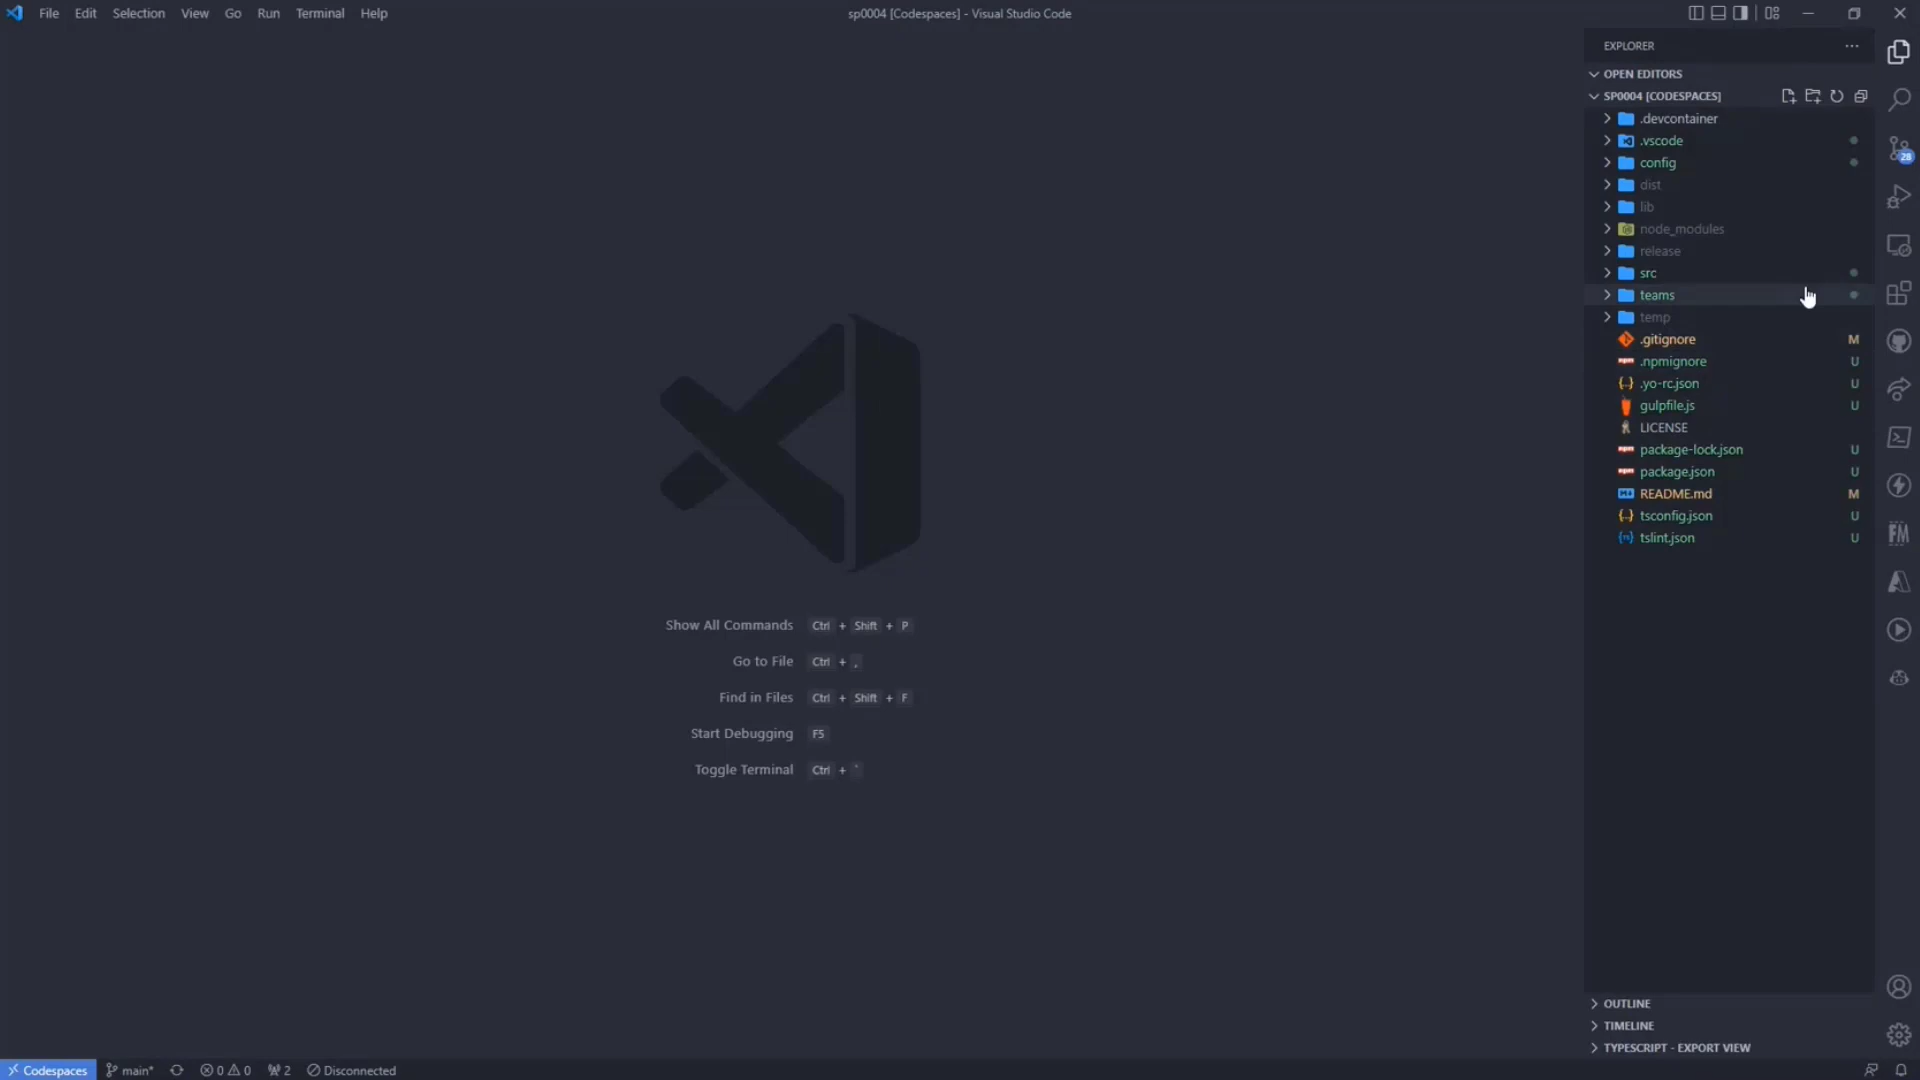 File Edit Selection View Go Run Terminal Help
sp0004 [Codespaces] - Visual Studio Code
EXPLORER
OPEN EDITORS
SP0004 [CODESPACES]
.devcontainer
.vscode
config
dist
lib
node_modules
release
src
teams
temp
.gitignore M
.npmignore U
.yo-rc.json U
gulpfile.js U
LICENSE
package-lock.json U
package.json U
README.md M
tsconfig.json U
tslint.json U
28
FM
Show All Commands Ctrl + Shift + P
Go to File Ctrl + ,
Find in Files Ctrl + Shift + F
Start Debugging F5
Toggle Terminal Ctrl + `
OUTLINE
TIMELINE
TYPESCRIPT - EXPORT VIEW
Codespaces main* 0 0 2 Disconnected